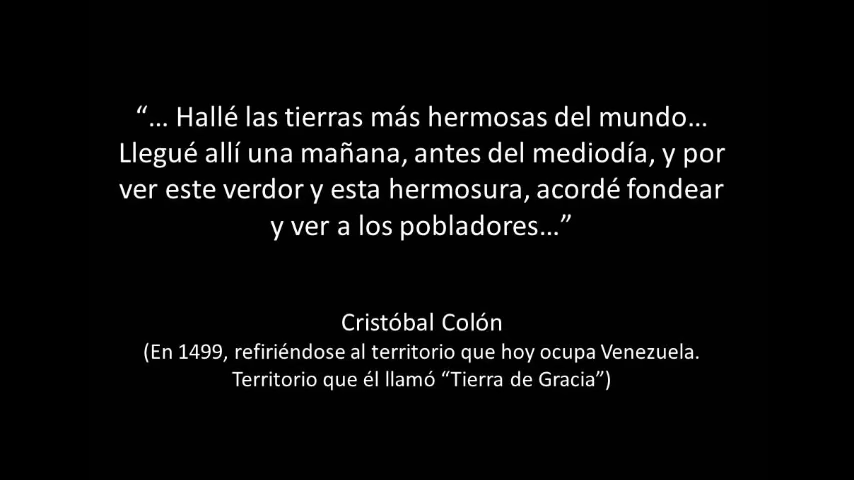 “... Hallé las tierras más hermosas del mundo...
Llegué allí una mañana, antes del mediodía, y por
ver este verdor y esta hermosura, acordé fondear
y ver a los pobladores...”
Cristóbal Colón
(En 1499, refiriéndose al territorio que hoy ocupa Venezuela.
Territorio que él llamó “Tierra de Gracia”)